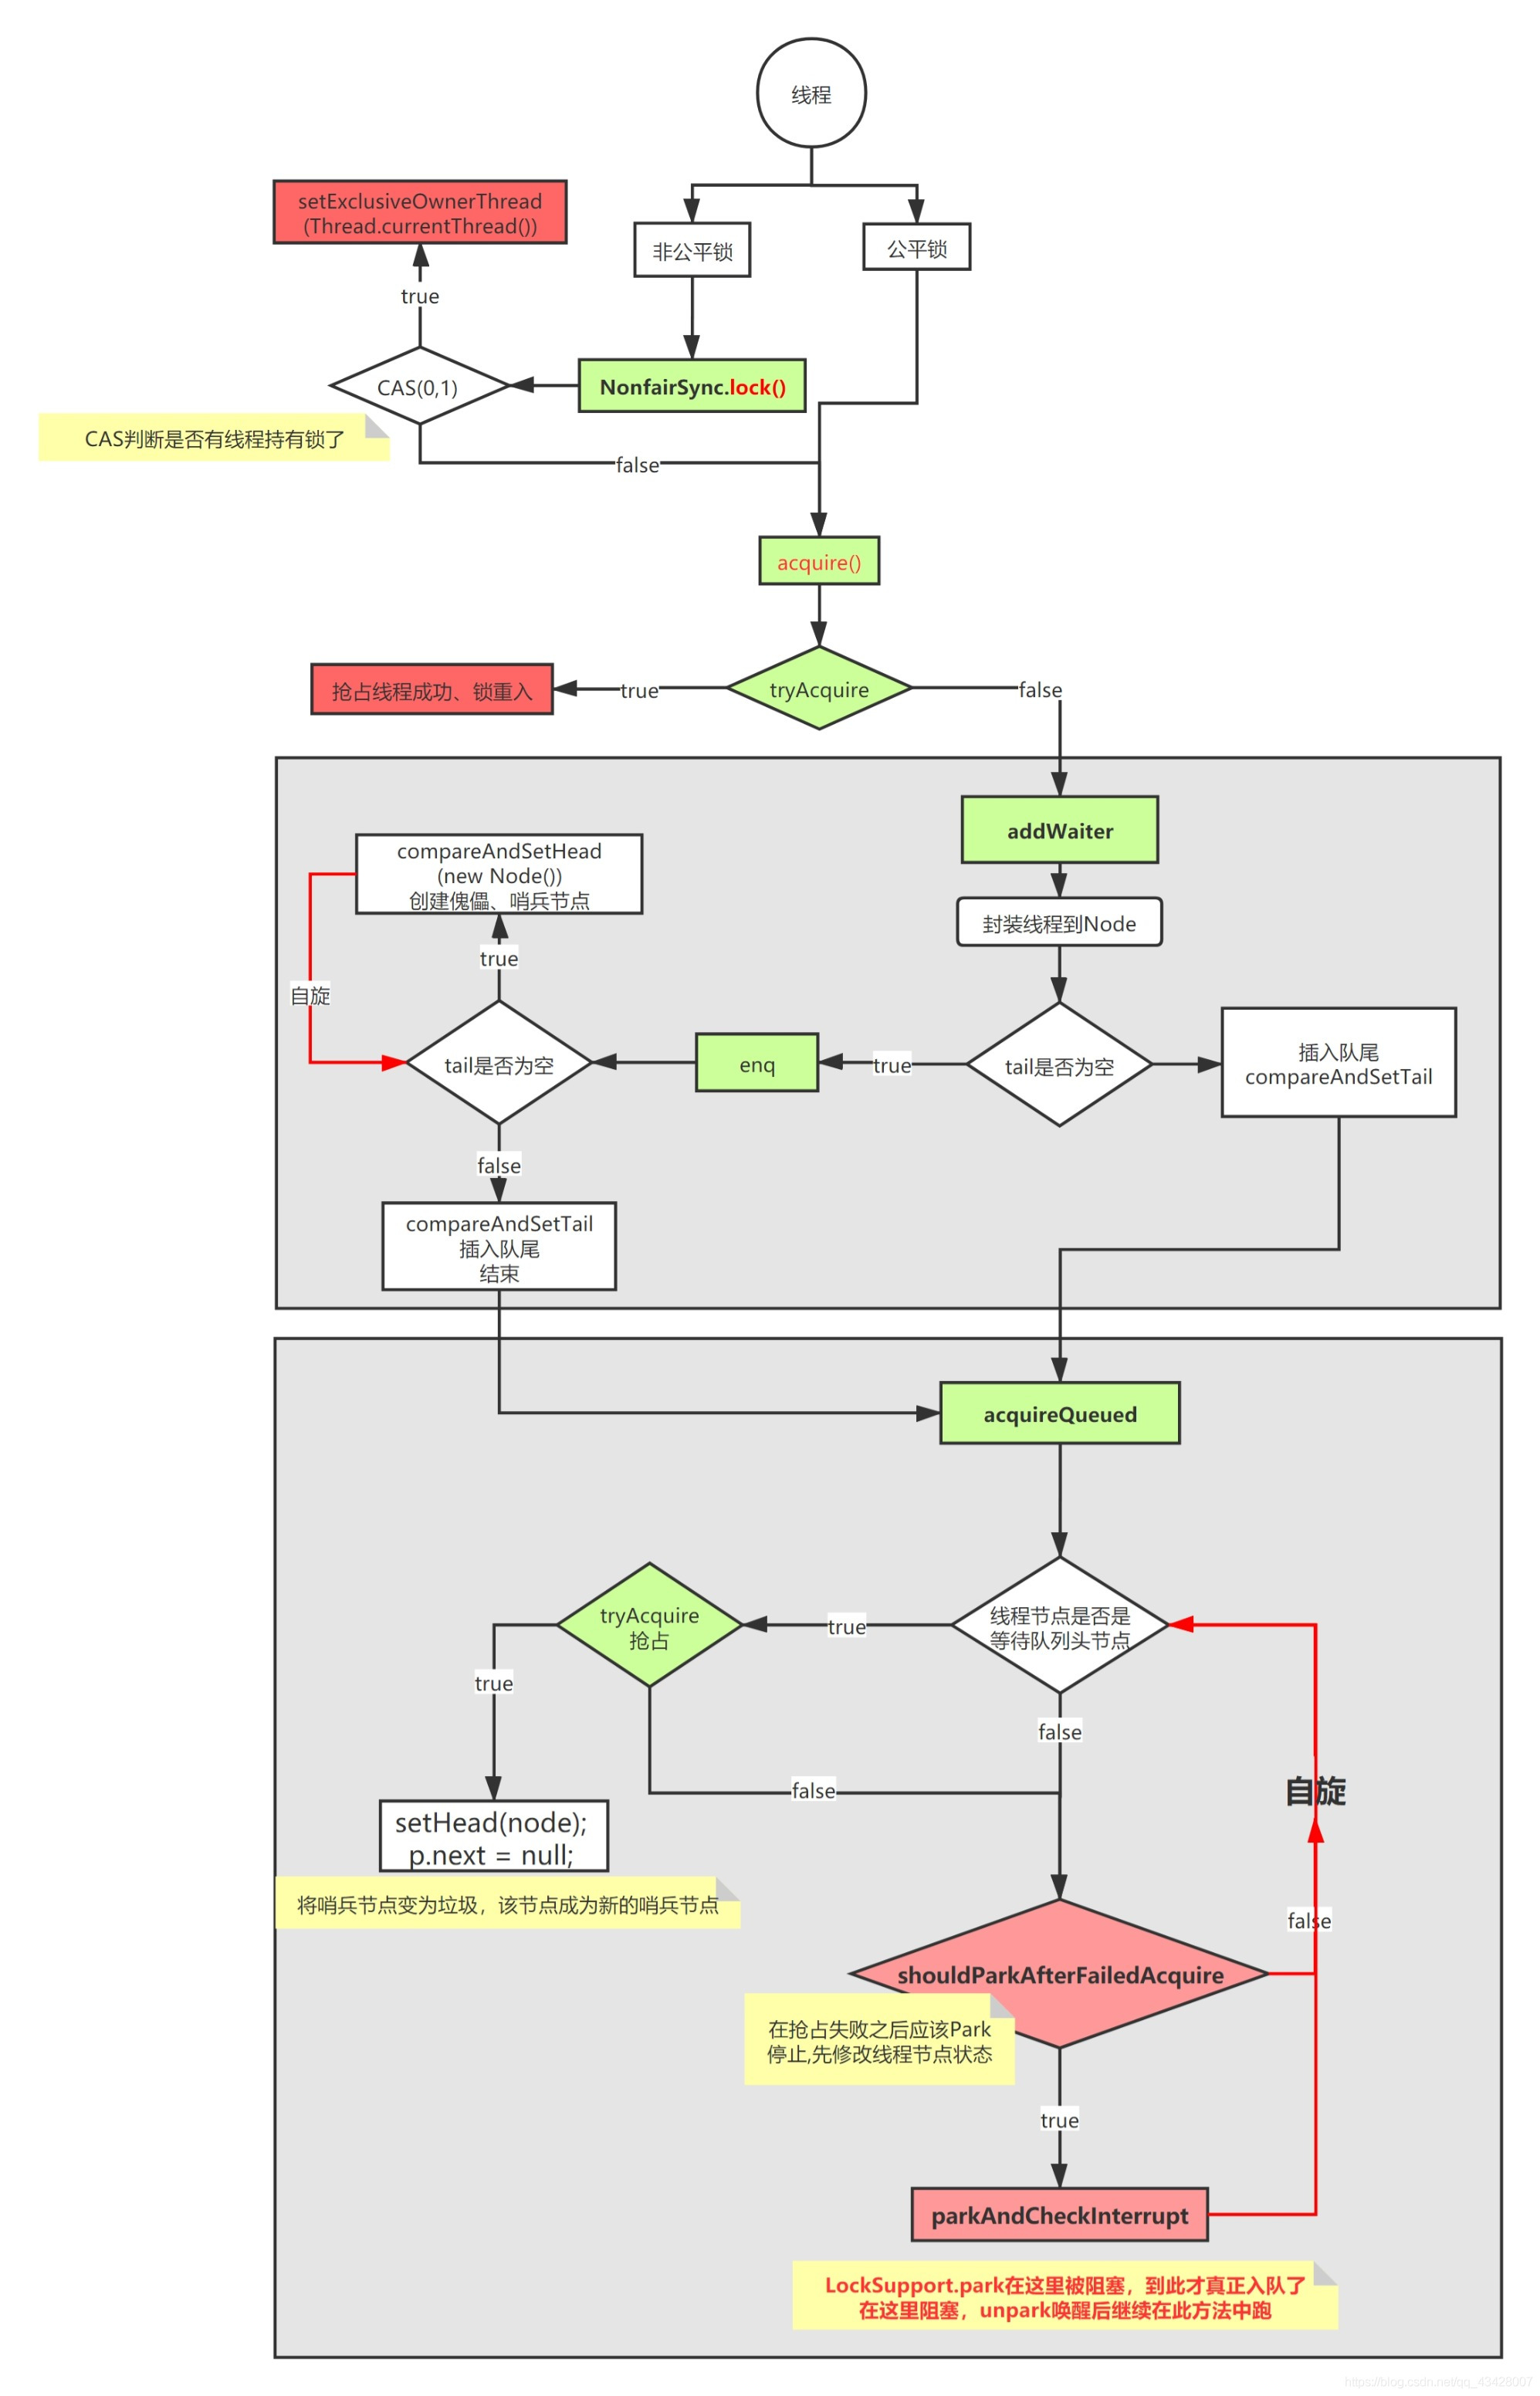 线程
setExclusiveOwnerThread
(Thread.currentThread())
非公平锁
公平锁
true
CAS(0,1)
NonfairSync.lock()
CAS判断是否有线程持有锁了
false
acquire()
抢占线程成功、锁重入
true
tryAcquire
false
addWaiter
compareAndSetHead
(new Node())
创建傀儡、哨兵节点
封装线程到Node
true
自旋
tail是否为空
enq
true
tail是否为空
插入队尾
compareAndSetTail
false
compareAndSetTail
插入队尾
结束
acquireQueued
tryAcquire
抢占
true
线程节点是否是
等待队列头节点
true
false
false
自旋
setHead(node);
p.next = null;
将哨兵节点变为垃圾，该节点成为新的哨兵节点
false
shouldParkAfterFailedAcquire
在抢占失败之后应该Park
停止,先修改线程节点状态
true
parkAndCheckInterrupt
LockSupport.park在这里被阻塞，到此才真正入队了
在这里阻塞，unpark唤醒后继续在此方法中跑
https://blog.csdn.net/qq_43428007